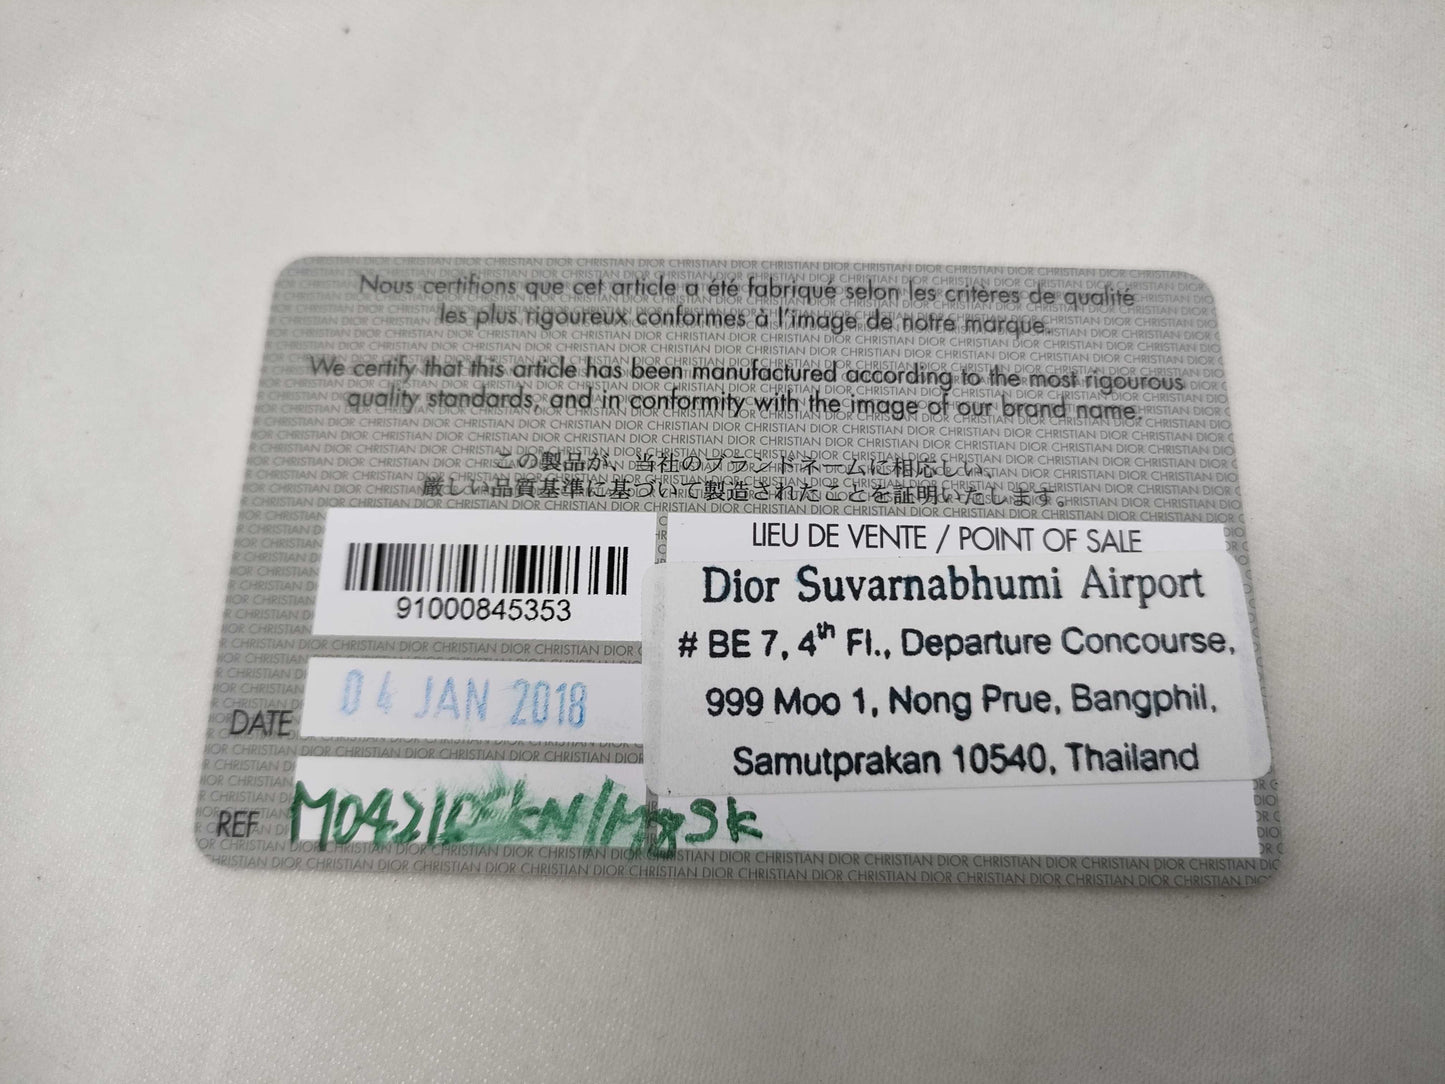 Nous certifions que cet article a été fabriqué selon les critères de qualité
les plus rigoureux conformes à l'image de notre marque.
We certify that this article has been manufactured according to the most rigourous
quality standards, and in conformity with the image of our brand name.
この製品が、当社のブランドネームに相応しい、
厳しい品質基準に基づいて製造されたことを証明いたします。
91000845353
DATE 04 JAN 2018
REF
LIEU DE VENTE / POINT OF SALE
Dior Suvarnabhumi Airport
# BE 7, 4th Fl., Departure Concourse,
999 Moo 1, Nong Prue, Bangphil,
Samutprakan 10540, Thailand